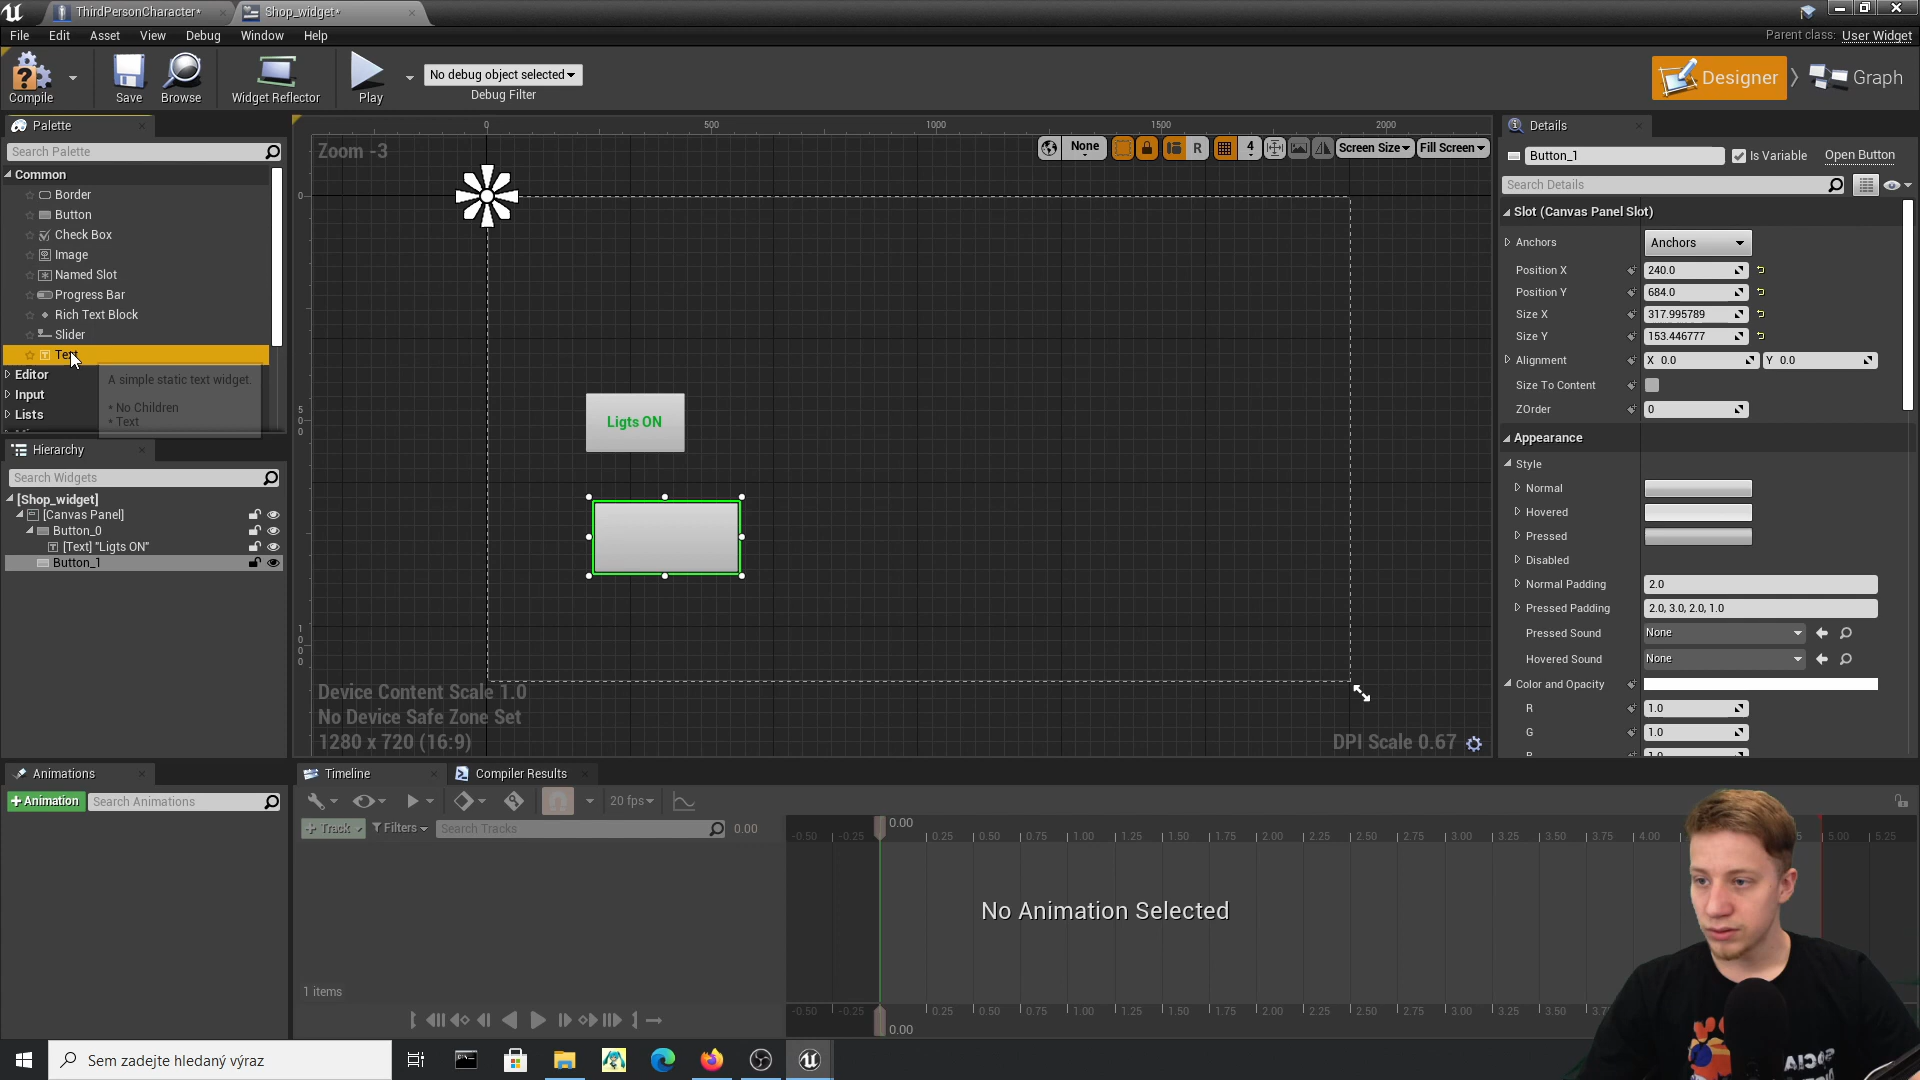 ThirdPersonCharacter*
Shop_widget*
File Edit Asset View Debug Window Help
Parent class: User Widget
Compile
Save
Browse
Widget Reflector
Play
No debug object selected
Debug Filter
Designer
Graph
Palette
Search Palette
Common
Border
Button
Check Box
Image
Named Slot
Progress Bar
Rich Text Block
Slider
Text
Editor
Input
Lists
A simple static text widget.
* No Children
* Text
Hierarchy
Search Widgets
[Shop_widget]
[Canvas Panel]
Button_0
[Text] "Ligts ON"
Button_1
Zoom -3
0 500 1000 1500 2000
None
R
4
Screen Size
Fill Screen
0
500
1000
Ligts ON
Device Content Scale 1.0
No Device Safe Zone Set
1280 x 720 (16:9)
DPI Scale 0.67
Details
Button_1
Is Variable
Open Button
Search Details
Slot (Canvas Panel Slot)
Anchors
Anchors
Position X 240.0
Position Y 684.0
Size X 317.995789
Size Y 153.446777
Alignment X 0.0 Y 0.0
Size To Content
ZOrder 0
Appearance
Style
Normal
Hovered
Pressed
Disabled
Normal Padding 2.0
Pressed Padding 2.0, 3.0, 2.0, 1.0
Pressed Sound None
Hovered Sound None
Color and Opacity
R 1.0
G 1.0
Animations
+Animation
Search Animations
Timeline
Compiler Results
20 fps
+ Track
Filters
Search Tracks
0.00
0.00
-0.50 -0.25 0.25 0.50 0.75 1.00 1.25 1.50 1.75 2.00 2.25 2.50 2.75 3.00 3.25 3.50 3.75 4.00 5.00 5.25
No Animation Selected
1 items
-0.50 -0.25 0.25 0.50 0.75 1.00 1.25 1.50 1.75 2.00 2.25 2.50 2.75 3.00 3.25 3.50
0.00
Sem zadejte hledaný výraz